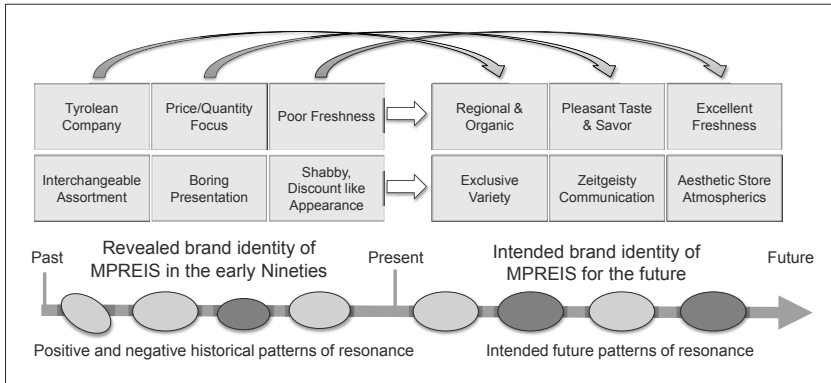 Tyrolean
Company
Price/Quantity
Focus
Poor Freshness
Regional &
Organic
Pleasant Taste
& Savor
Excellent
Freshness
Interchangeable
Assortment
Boring
Presentation
Shabby,
Discount like
Appearance
Exclusive
Variety
Zeitgeisty
Communication
Aesthetic Store
Atmospherics
Past
Revealed brand identity of
MPREIS in the early Nineties
Present
Intended brand identity of
MPREIS for the future
Future
Positive and negative historical patterns of resonance
Intended future patterns of resonance